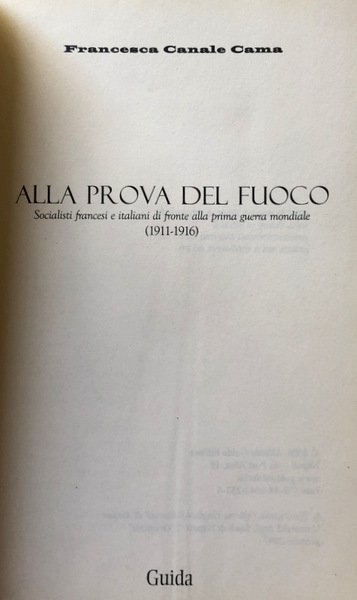 Francesca Canale Cama
ALLA PROVA DEL FUOCO
Socialisti francesi e italiani di fronte alla prima guerra mondiale
(1911-1916)
Guida